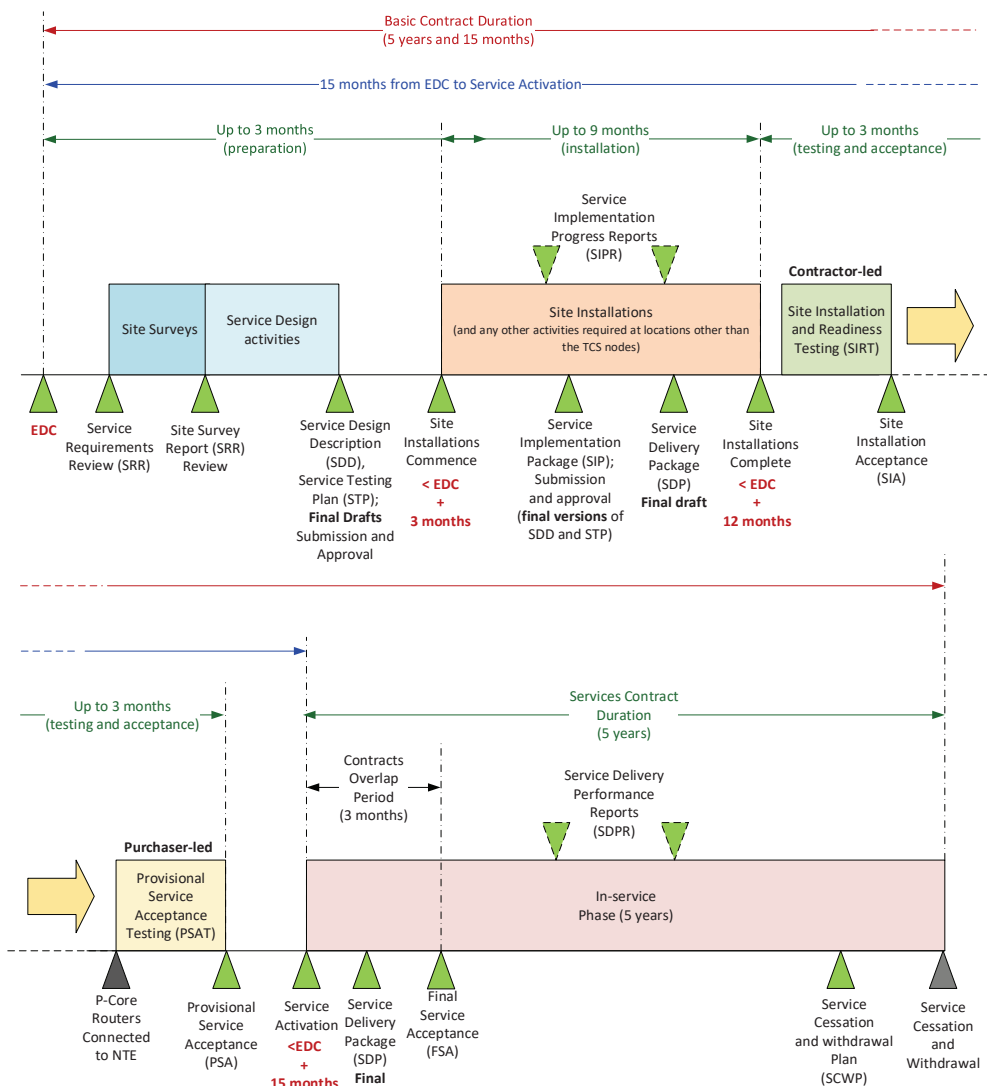 Basic Contract Duration
(5 years and 15 months)
15 months from EDC to Service Activation
Up to 3 months
(preparation)
Up to 9 months
(installation)
Up to 3 months
(testing and acceptance)
Service
Implementation
Progress Reports
(SIPR)
Contractor-led
Site Surveys
Service Design
activities
Site Installations
(and any other activities required at locations other than
the TCS nodes)
Site Installation
and Readiness
Testing (SIRT)
EDC
Service
Requirements
Review (SRR)
Site Survey
Report (SRR)
Review
Service Design
Description
(SDD),
Service Testing
Plan (STP);
Final Drafts
Submission and
Approval
Site
Installations
Commence
< EDC
+
3 months
Service
Implementation
Package (SIP);
Submission
and approval
(final versions of
SDD and STP)
Service
Delivery
Package
(SDP)
Final draft
Site
Installations
Complete
< EDC
+
12 months
Site
Installation
Acceptance
(SIA)
Up to 3 months
(testing and acceptance)
Services Contract
Duration
(5 years)
Contracts
Overlap
Period
(3 months)
Service Delivery
Performance
Reports
(SDPR)
Purchaser-led
Provisional
Service
Acceptance
Testing (PSAT)
In-service
Phase (5 years)
P-Core
Routers
Connected
to NTE
Provisional
Service
Acceptance
(PSA)
Service
Activation
<EDC
+
15 months
Service
Delivery
Package
(SDP)
Final
Final
Service
Acceptance
(FSA)
Service
Cessation
and withdrawal
Plan
(SCWP)
Service
Cessation
and
Withdrawal